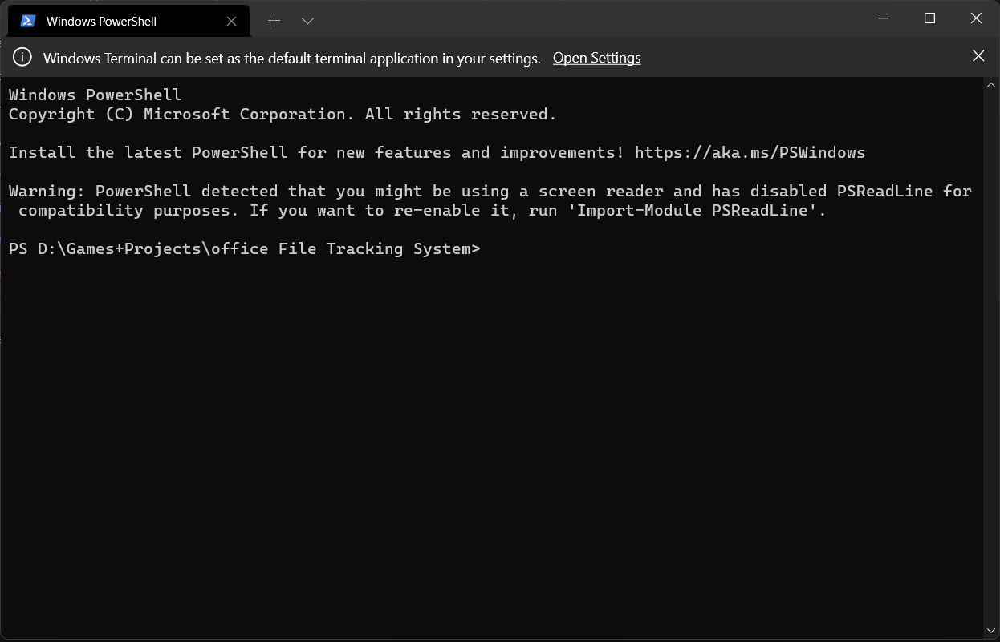 Windows PowerShell
Windows Terminal can be set as the default terminal application in your settings. Open Settings
Windows PowerShell
Copyright (C) Microsoft Corporation. All rights reserved.
Install the latest PowerShell for new features and improvements! https://aka.ms/PSWindows
Warning: PowerShell detected that you might be using a screen reader and has disabled PSReadLine for
compatibility purposes. If you want to re-enable it, run 'Import-Module PSReadLine'.
PS D:\Games+Projects\office File Tracking System>